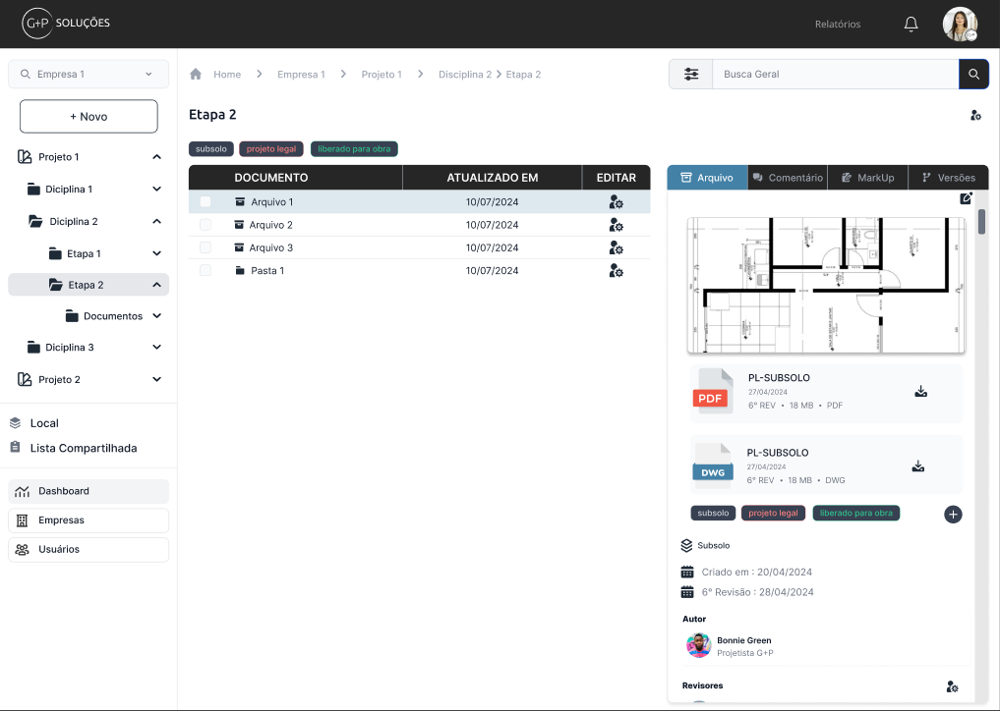 G+P SOLUÇÕES
Relatórios
Empresa 1
Home
Empresa 1
Projeto 1
Disciplina 2
Etapa 2
Busca Geral
+ Novo
Etapa 2
Projeto 1
Diciplina 1
Diciplina 2
Etapa 1
Etapa 2
Documentos
Diciplina 3
Projeto 2
Local
Lista Compartilhada
Dashboard
Empresas
Usuários
subsolo
projeto legal
liberado para obra
DOCUMENTO
ATUALIZADO EM
EDITAR
Arquivo 1
10/07/2024
Arquivo 2
10/07/2024
Arquivo 3
10/07/2024
Pasta 1
10/07/2024
Arquivo
Comentário
MarkUp
Versões
PDF
PL-SUBSOLO
27/04/2024
6° REV • 18 MB • PDF
DWG
PL-SUBSOLO
27/04/2024
6° REV • 18 MB • DWG
subsolo
projeto legal
liberado para obra
Subsolo
Criado em : 20/04/2024
6° Revisão : 28/04/2024
Autor
Bonnie Green
Projetista G+P
Revisores